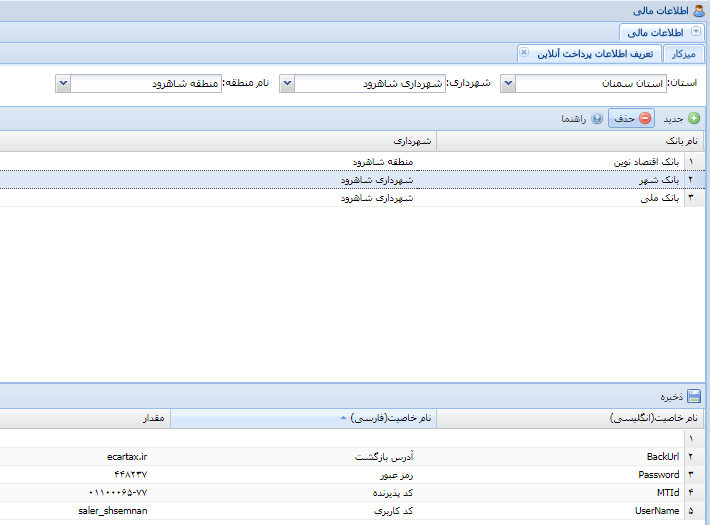 اطلاعات مالی
اطلاعات مالی
میزکار تعریف اطلاعات پرداخت آنلاین
استان: استان سمنان شهرداری: شهرداری شاهرود نام منطقه: منطقه شاهرود
جدید حذف راهنما
نام بانک شهرداری
۱ بانک اقتصاد نوین منطقه شاهرود
۲ بانک شهر شهرداری شاهرود
۳ بانک ملی شهرداری شاهرود
ذخیره
نام خاصیت(انگلیسی) نام خاصیت(فارسی) مقدار
۱
۲ BackUrl آدرس بازگشت ecartax.ir
۳ Password رمز عبور ۴۴۸۲۳۷
۴ MTId کد پذیرنده ۰۱۱۰۰۰۶۵-۷۷
۵ UserName کد کاربری saler_shsemnan